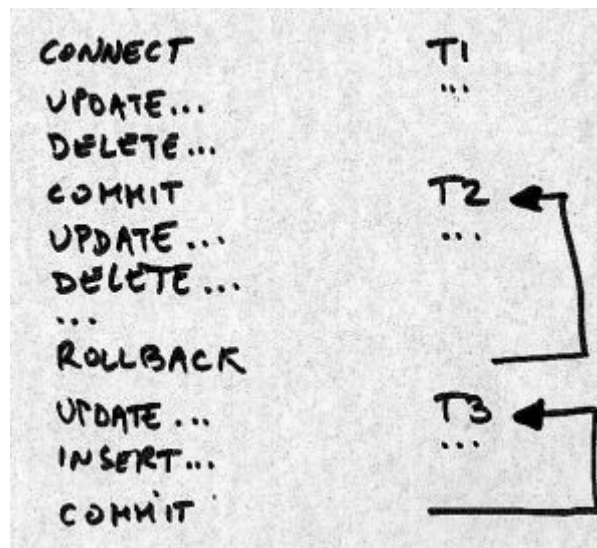 CONNECT T1
UPDATE... ...
DELETE...
COMMIT T2
UPDATE... ...
DELETE...
...
ROLLBACK
UPDATE... T3
INSERT... ...
COMMIT